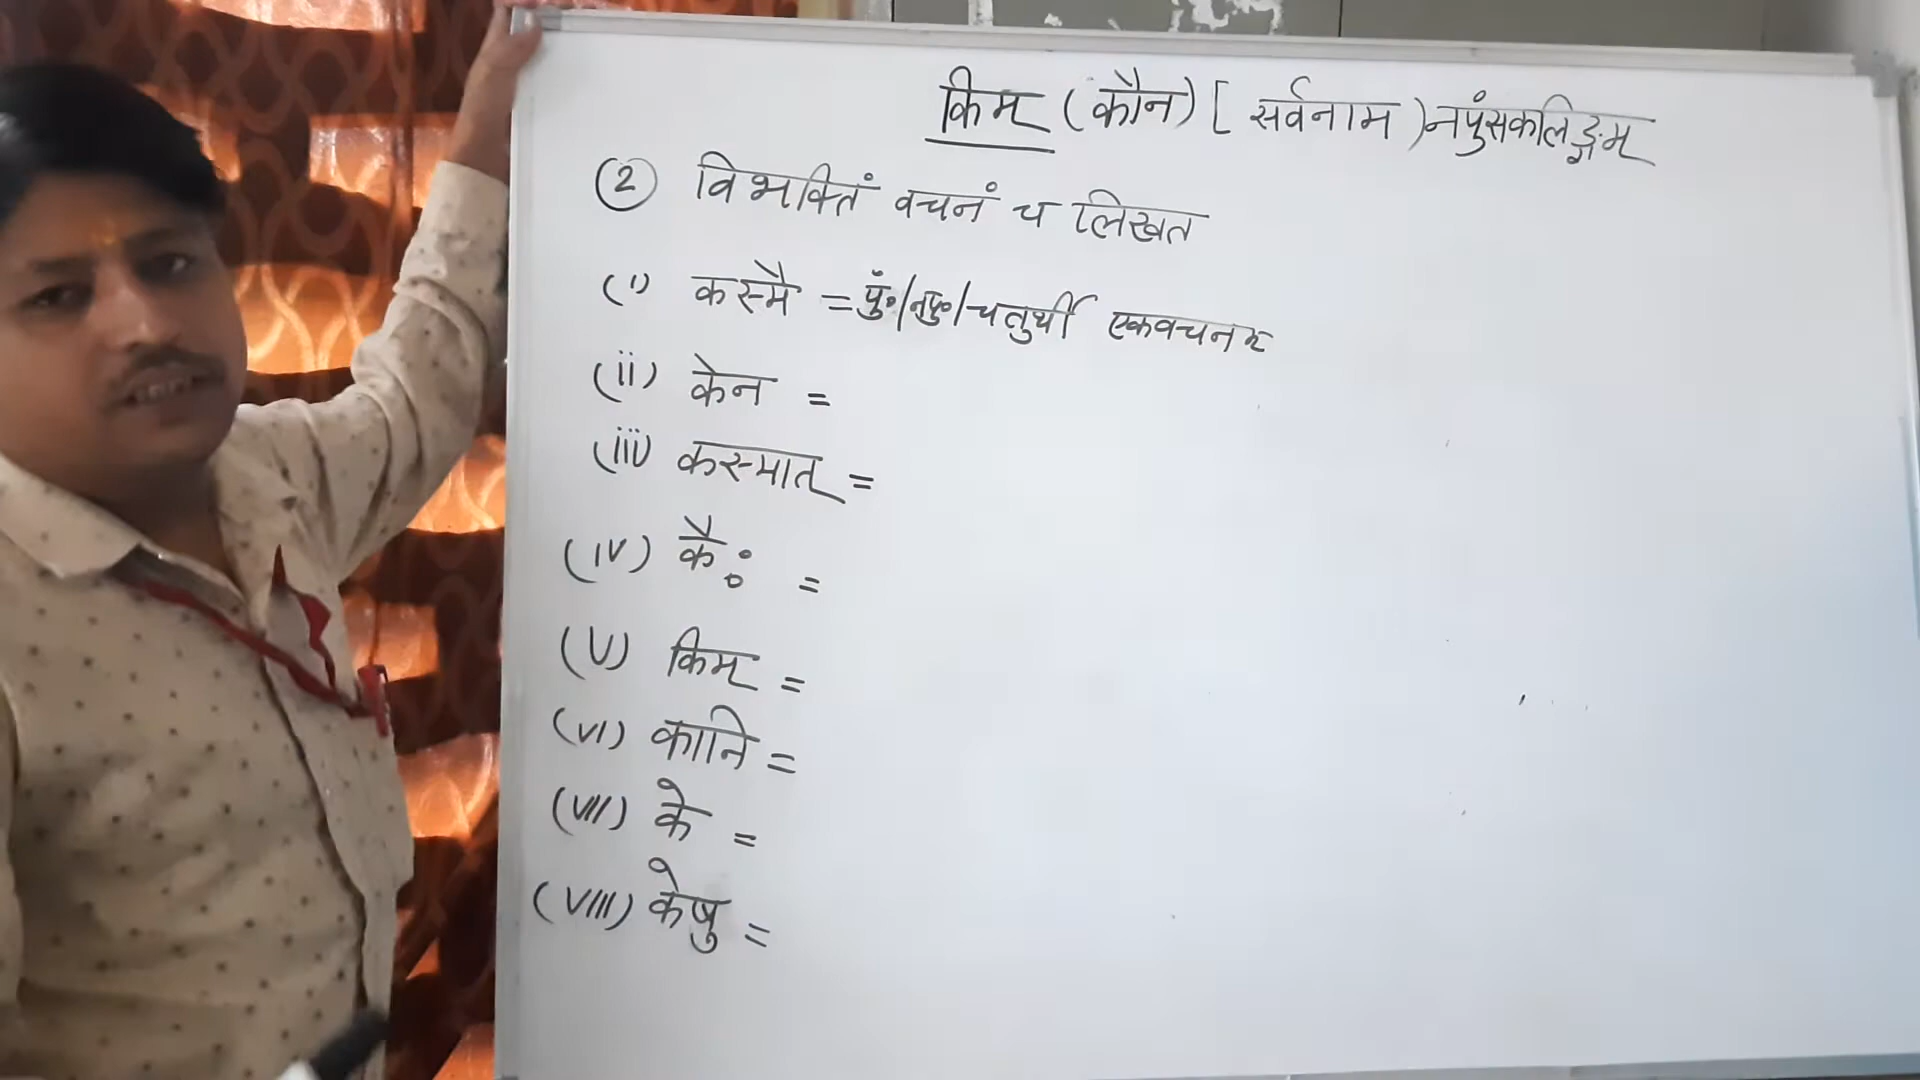 किम् (कौन) [ सर्वनाम ) नपुंसकलिङ्गम्
(2) विभक्तिं वचनं च लिखत
(i) कस्मै = पुं०/नपुं०/चतुर्थी एकवचनम्
(ii) केन =
(iii) कस्मात् =
(iv) कैः =
(v) किम् =
(vi) कानि =
(vii) के =
(viii) केषु =